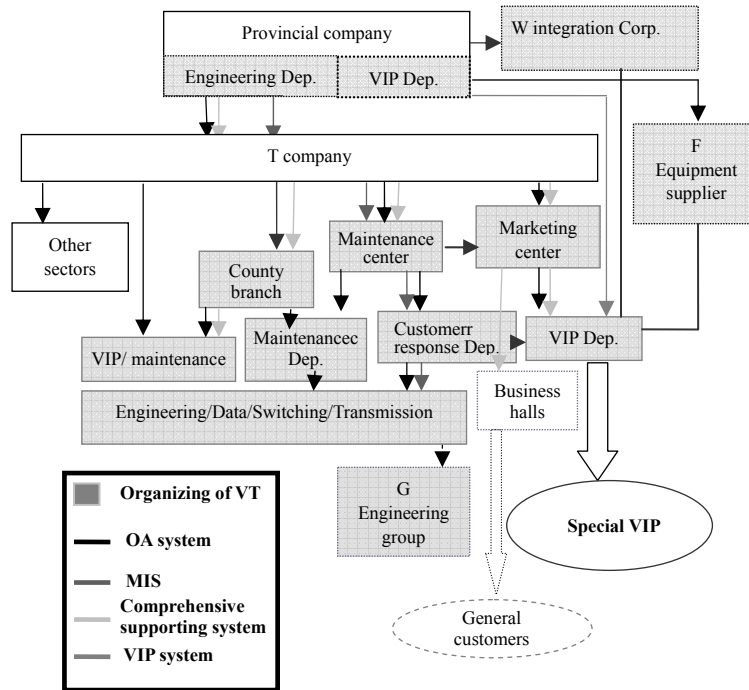 Provincial company
W integration Corp.
Engineering Dep.
VIP Dep.
F
Equipment
supplier
T company
Other
sectors
Maintenance
center
Marketing
center
County
branch
VIP/ maintenance
Maintenancec
Dep.
Customerr
response Dep.
VIP Dep.
Engineering/Data/Switching/Transmission
Business
halls
G
Engineering
group
Special VIP
General
customers
Organizing of VT
OA system
MIS
Comprehensive
supporting system
VIP system